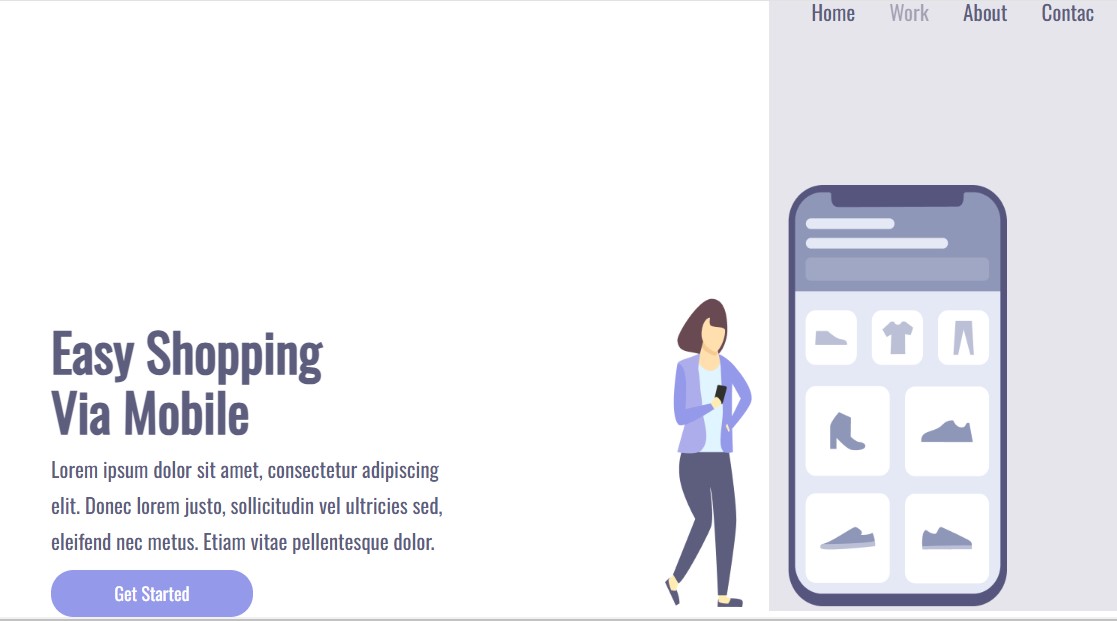 Home Work About Contac
Easy Shopping
Via Mobile
Lorem ipsum dolor sit amet, consectetur adipiscing
elit. Donec lorem justo, sollicitudin vel ultricies sed,
eleifend nec metus. Etiam vitae pellentesque dolor.
Get Started